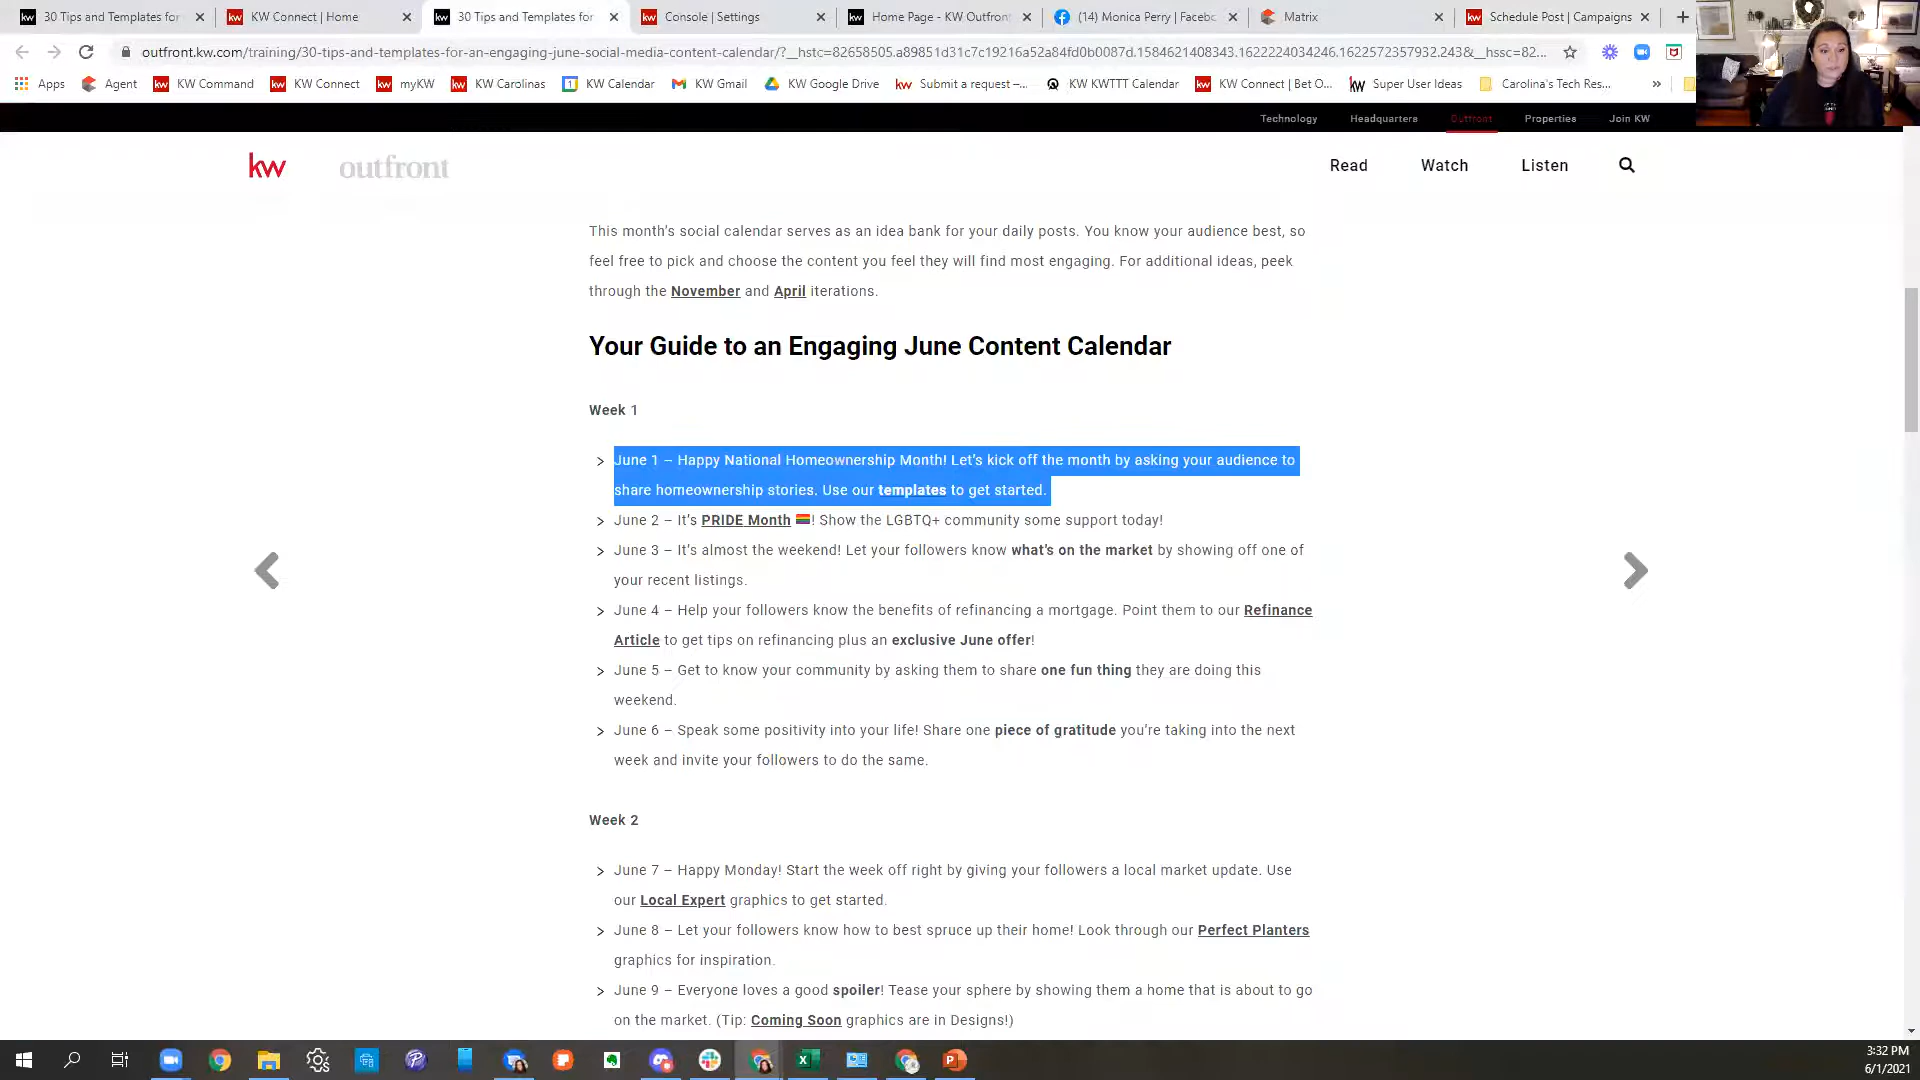 30 Tips and Templates for
KW Connect | Home
30 Tips and Templates for
Console | Settings
Home Page - KW Outfront
(14) Monica Perry | Facebo
Matrix
Schedule Post | Campaigns
outfront.kw.com/training/30-tips-and-templates-for-an-engaging-june-social-media-content-calendar/?__hstc=82658505.a89851d31c7c19216a52a84fd0b0087d.1584621408343.1622224034246.1622572357932.243&__hssc=82...
Apps
Agent
KW Command
KW Connect
myKW
KW Carolinas
KW Calendar
KW Gmail
KW Google Drive
Submit a request –...
KW KWTTT Calendar
KW Connect | Bet O...
Super User Ideas
Carolina's Tech Res...
Technology
Headquarters
Outfront
Properties
Join KW
kw outfront
Read
Watch
Listen
This month's social calendar serves as an idea bank for your daily posts. You know your audience best, so
feel free to pick and choose the content you feel they will find most engaging. For additional ideas, peek
through the November and April iterations.
Your Guide to an Engaging June Content Calendar
Week 1
> June 1 – Happy National Homeownership Month! Let's kick off the month by asking your audience to
share homeownership stories. Use our templates to get started.
> June 2 – It's PRIDE Month 🏳️‍🌈! Show the LGBTQ+ community some support today!
> June 3 – It's almost the weekend! Let your followers know what's on the market by showing off one of
your recent listings.
> June 4 – Help your followers know the benefits of refinancing a mortgage. Point them to our Refinance
Article to get tips on refinancing plus an exclusive June offer!
> June 5 – Get to know your community by asking them to share one fun thing they are doing this
weekend.
> June 6 – Speak some positivity into your life! Share one piece of gratitude you're taking into the next
week and invite your followers to do the same.
Week 2
> June 7 – Happy Monday! Start the week off right by giving your followers a local market update. Use
our Local Expert graphics to get started.
> June 8 – Let your followers know how to best spruce up their home! Look through our Perfect Planters
graphics for inspiration.
> June 9 – Everyone loves a good spoiler! Tease your sphere by showing them a home that is about to go
on the market. (Tip: Coming Soon graphics are in Designs!)
3:32 PM
6/1/2021